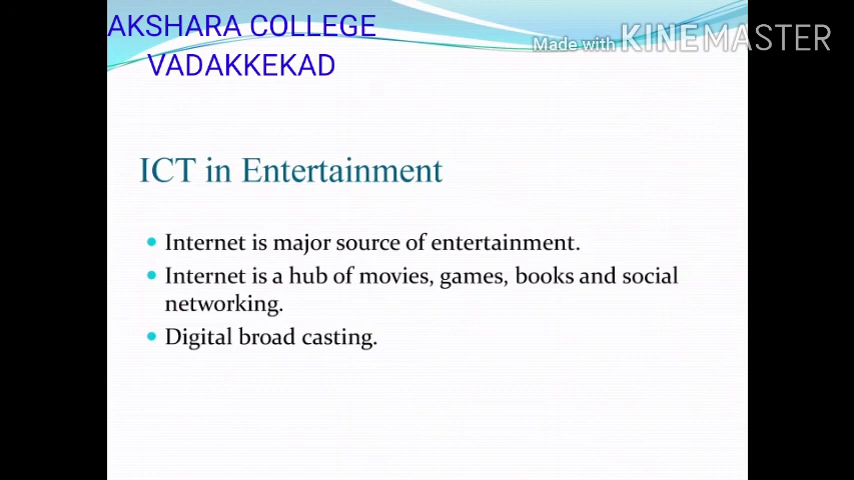 AKSHARA COLLEGE
VADAKKEKAD
Made with KINEMASTER
ICT in Entertainment
Internet is major source of entertainment.
Internet is a hub of movies, games, books and social
networking.
Digital broad casting.